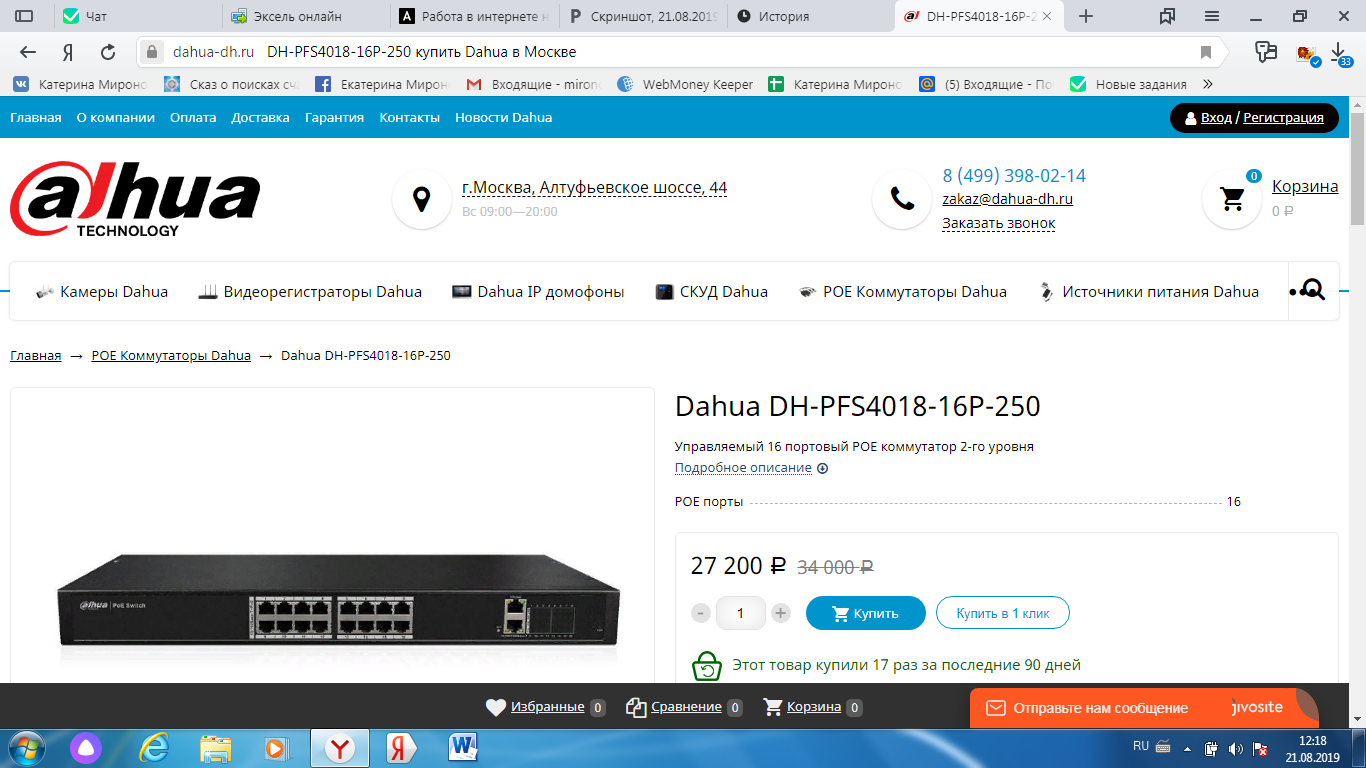 Чат
Эксель онлайн
Работа в интернете н
Скриншот, 21.08.2019
История
DH-PFS4018-16P-2
dahua-dh.ru DH-PFS4018-16P-250 купить Dahua в Москве
33
Катерина Мироно
Сказ о поисках сча
Екатерина Мирон
Входящие - miron
WebMoney Keeper
Катерина Мироно
(5) Входящие - По
Новые задания
Главная О компании Оплата Доставка Гарантия Контакты Новости Dahua
Вход / Регистрация
alhua
TECHNOLOGY
г.Москва, Алтуфьевское шоссе, 44
Вс 09:00—20:00
8 (499) 398-02-14
zakaz@dahua-dh.ru
Заказать звонок
0
Корзина
0 ₽
Камеры Dahua Видеорегистраторы Dahua Dahua IP домофоны СКУД Dahua POE Коммутаторы Dahua Источники питания Dahua
Главная → POE Коммутаторы Dahua → Dahua DH-PFS4018-16P-250
alhua PoE Switch
Dahua DH-PFS4018-16P-250
Управляемый 16 портовый POE коммутатор 2-го уровня
Подробное описание
POE порты 16
27 200 ₽ 34 000 ₽
- 1 + Купить Купить в 1 клик
Этот товар купили 17 раз за последние 90 дней
Избранные 0 Сравнение 0 Корзина 0
Отправьте нам сообщение jivosite
RU
12:18
21.08.2019